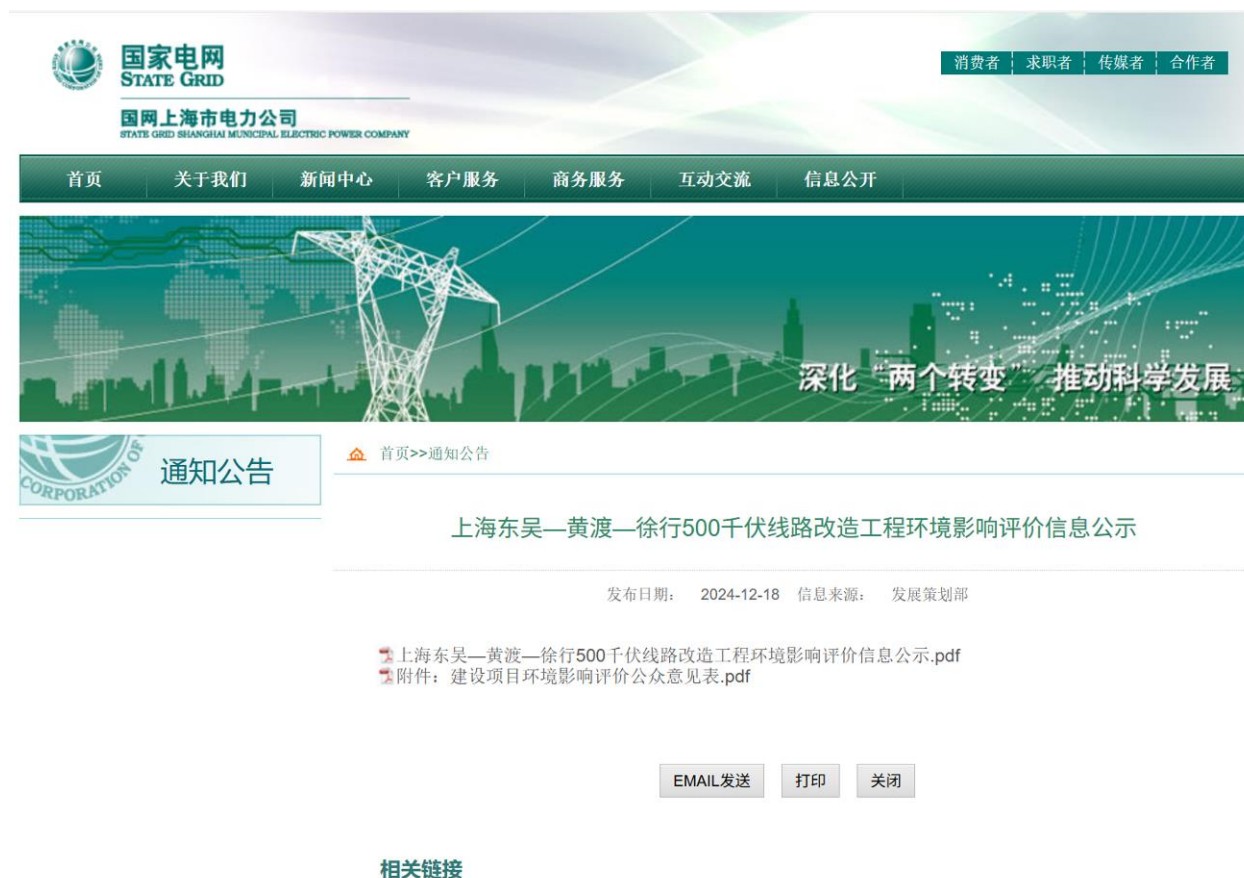 国家电网
STATE GRID
国网上海市电力公司
STATE GRID SHANGHAI MUNICIPAL ELECTRIC POWER COMPANY
消费者 求职者 传媒者 合作者
首页 关于我们 新闻中心 客户服务 商务服务 互动交流 信息公开
深化“两个转变” 推动科学发展
CORPORATION OF
通知公告
首页>>通知公告
上海东吴—黄渡—徐行500千伏线路改造工程环境影响评价信息公示
发布日期： 2024-12-18 信息来源： 发展策划部
上海东吴—黄渡—徐行500千伏线路改造工程环境影响评价信息公示.pdf
附件：建设项目环境影响评价公众意见表.pdf
EMAIL发送 打印 关闭
相关链接